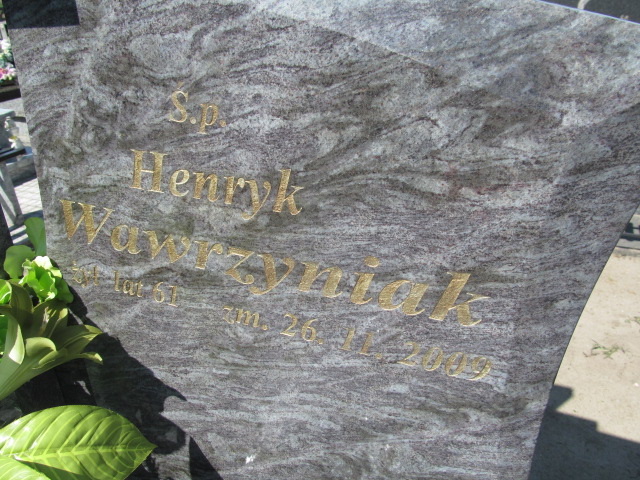 Ś.p.
Henryk
Wawrzyniak
żył lat 61 zm. 26. 11. 2009